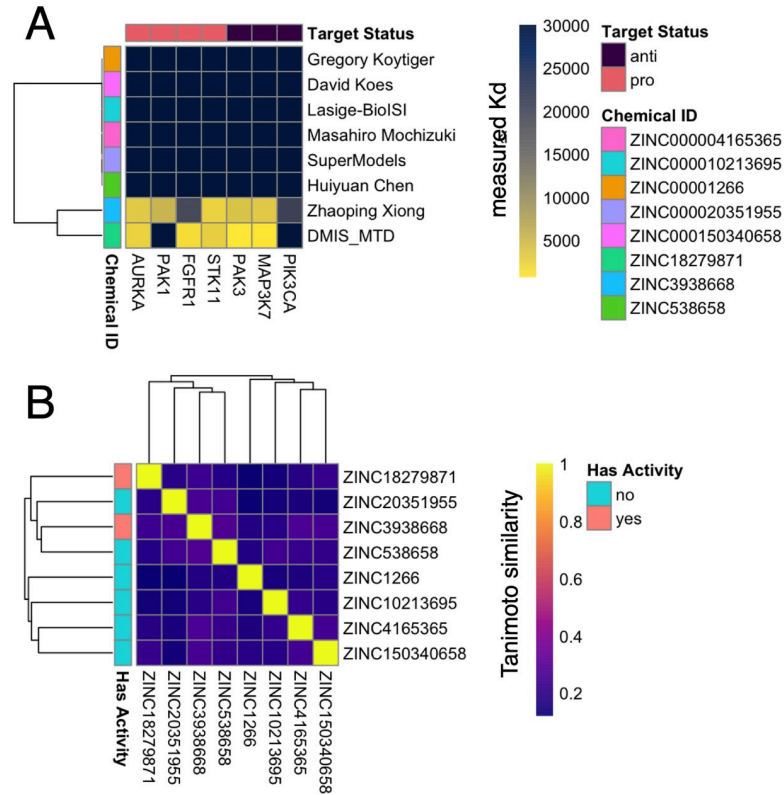 A
Target Status
Gregory Koytiger
David Koes
Lasige-BioISI
Masahiro Mochizuki
SuperModels
Huiyuan Chen
Zhaoping Xiong
DMIS_MTD
Chemical ID
AURKA
PAK1
FGFR1
STK11
PAK3
MAP3K7
PIK3CA
measured Kd
30000
25000
20000
15000
10000
5000
Target Status
anti
pro
Chemical ID
ZINC000004165365
ZINC000010213695
ZINC00001266
ZINC000020351955
ZINC000150340658
ZINC18279871
ZINC3938668
ZINC538658
B
ZINC18279871
ZINC20351955
ZINC3938668
ZINC538658
ZINC1266
ZINC10213695
ZINC4165365
ZINC150340658
Has Activity
ZINC18279871
ZINC20351955
ZINC3938668
ZINC538658
ZINC1266
ZINC10213695
ZINC4165365
ZINC150340658
Tanimoto similarity
1
0.8
0.6
0.4
0.2
Has Activity
no
yes